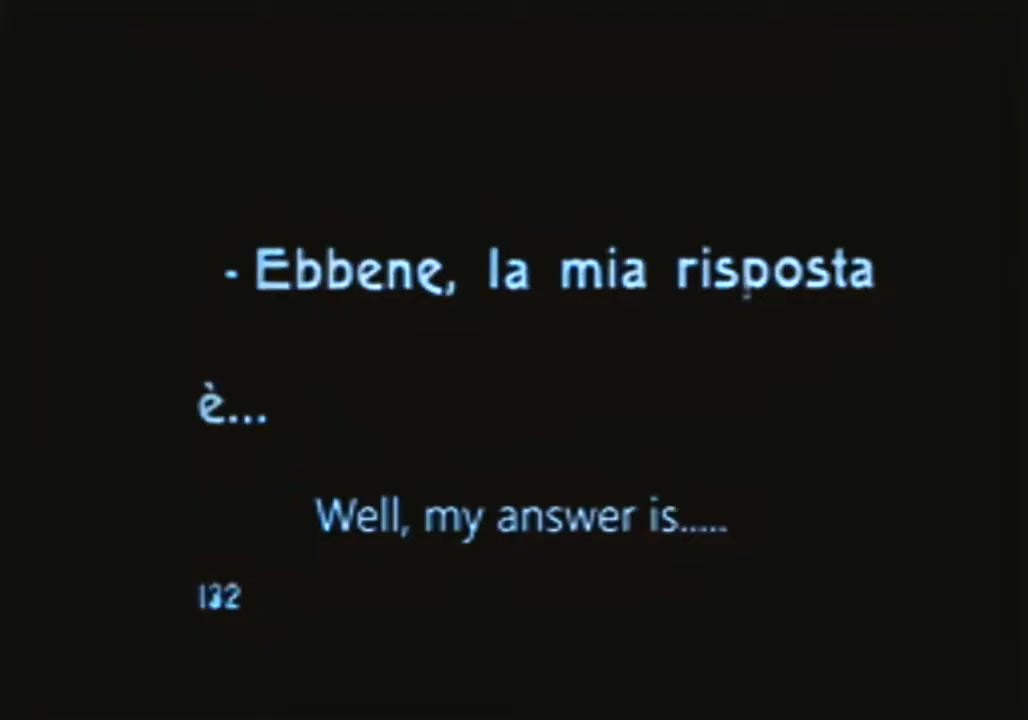 - Ebbene, la mia risposta
è...
Well, my answer is.....
132